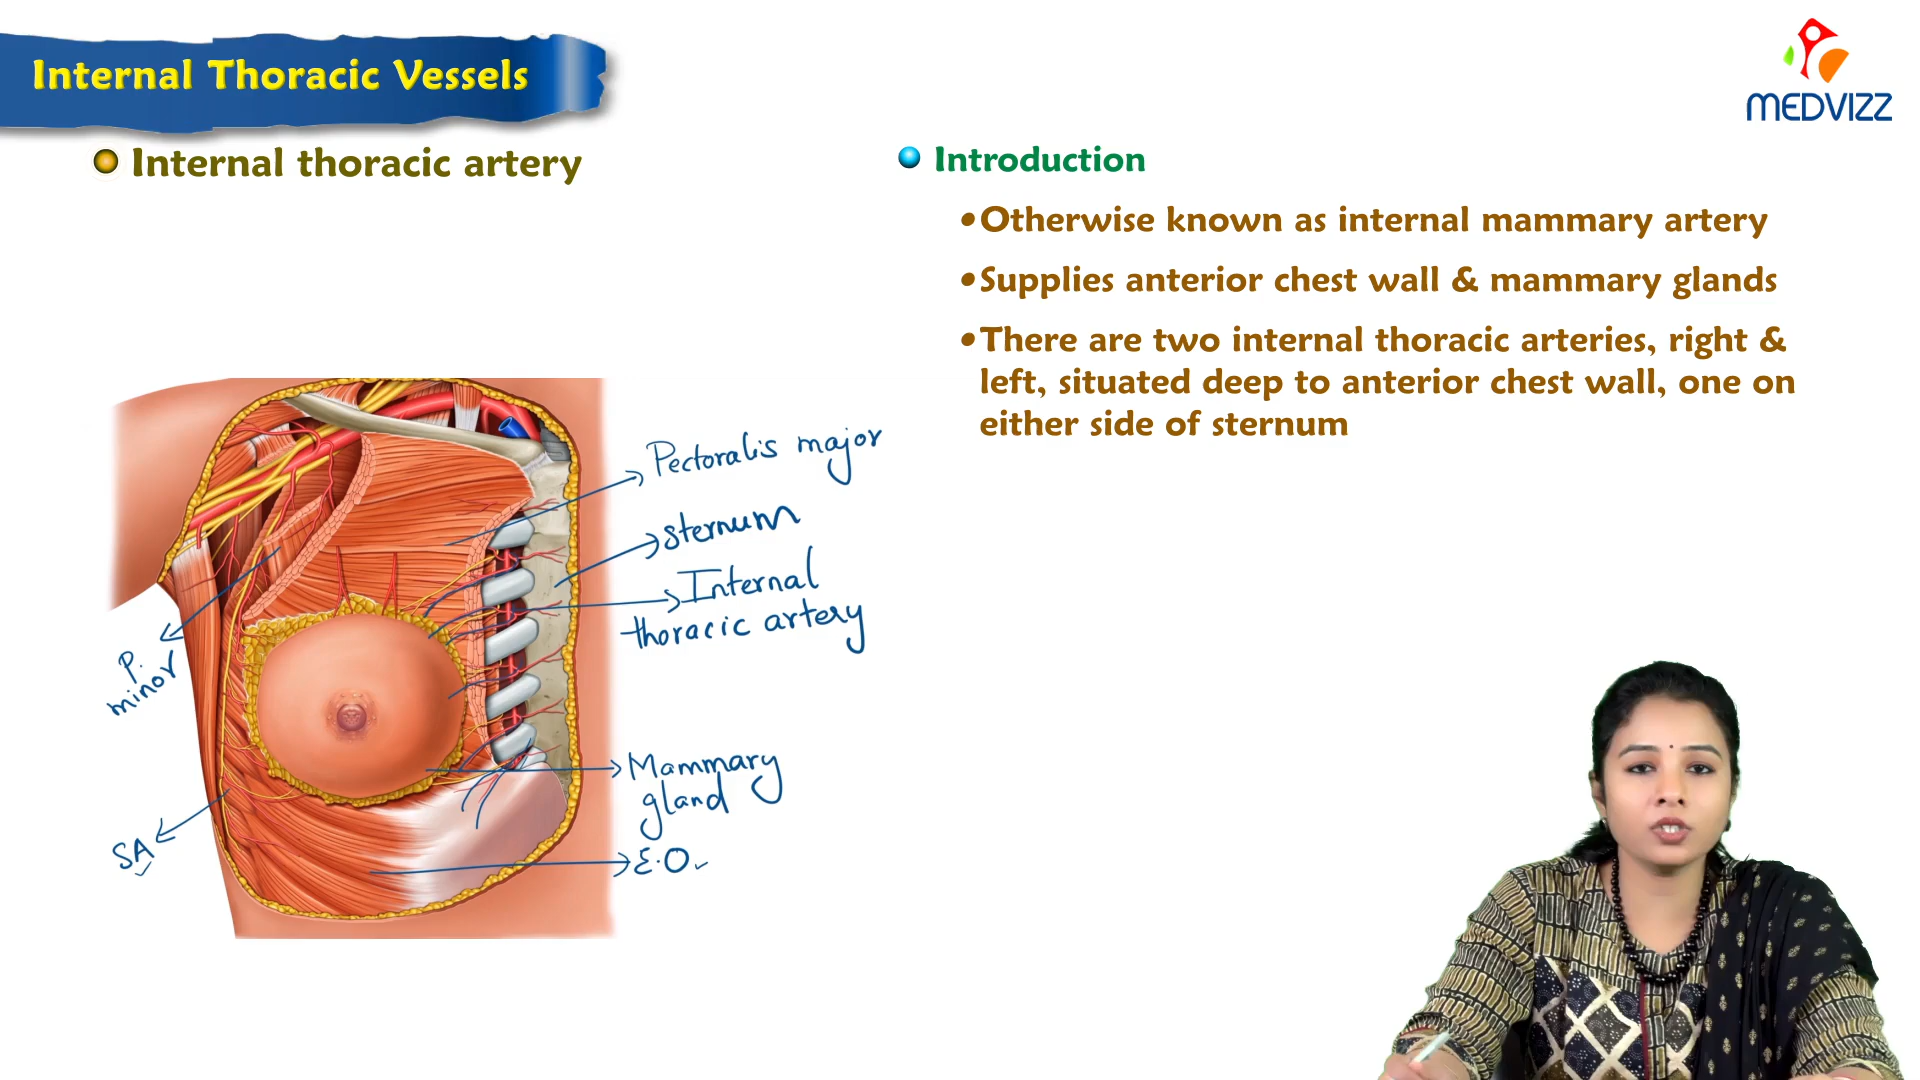 Internal Thoracic Vessels
MEDVIZZ
Internal thoracic artery
Introduction
•Otherwise known as internal mammary artery
•Supplies anterior chest wall & mammary glands
•There are two internal thoracic arteries, right &
left, situated deep to anterior chest wall, one on
either side of sternum
Pectoralis major
sternum
Internal
thoracic artery
P.
minor
Mammary
gland
SA
E.O.